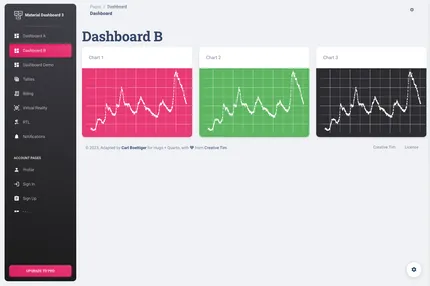 Material Dashboard 3
Dashboard A
Dashboard B
Dashboard Demo
Tables
Billing
Virtual Reality
RTL
Notifications
ACCOUNT PAGES
Profile
Sign In
Sign Up
UPGRADE TO PRO
Pages / Dashboard
Dashboard
Dashboard B
Chart 1
Chart 2
Chart 3
© 2023, Adapted by Carl Boettiger for Hugo + Quarto, with from Creative Tim.
Creative Tim
License